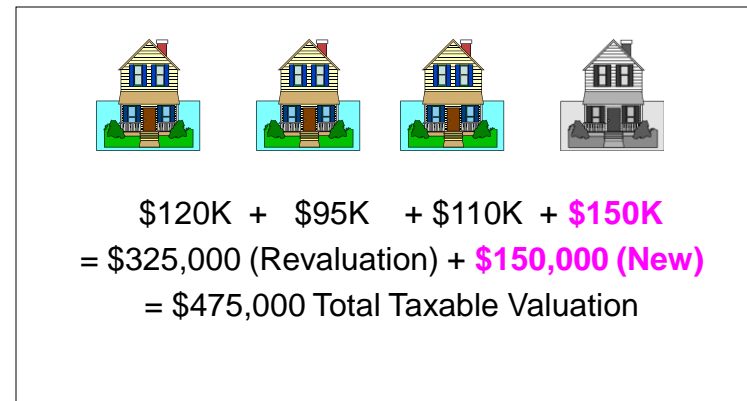 $120K + $95K + $110K + $150K
= $325,000 (Revaluation) + $150,000 (New)
= $475,000 Total Taxable Valuation